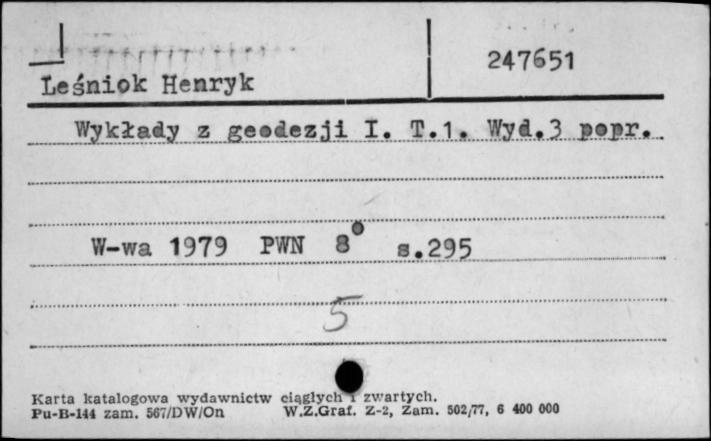 247651
Leśniok Henryk
Wykłady z geodezji I. T.1. Wyd.3 popr.
W-wa 1979 PWN 8° s.295
5
Karta katalogowa wydawnictw ciągłych i zwartych.
Pu-B-144 zam. 567/DW/On W.Z.Graf. Z-2, Zam. 502/77, 6 400 000